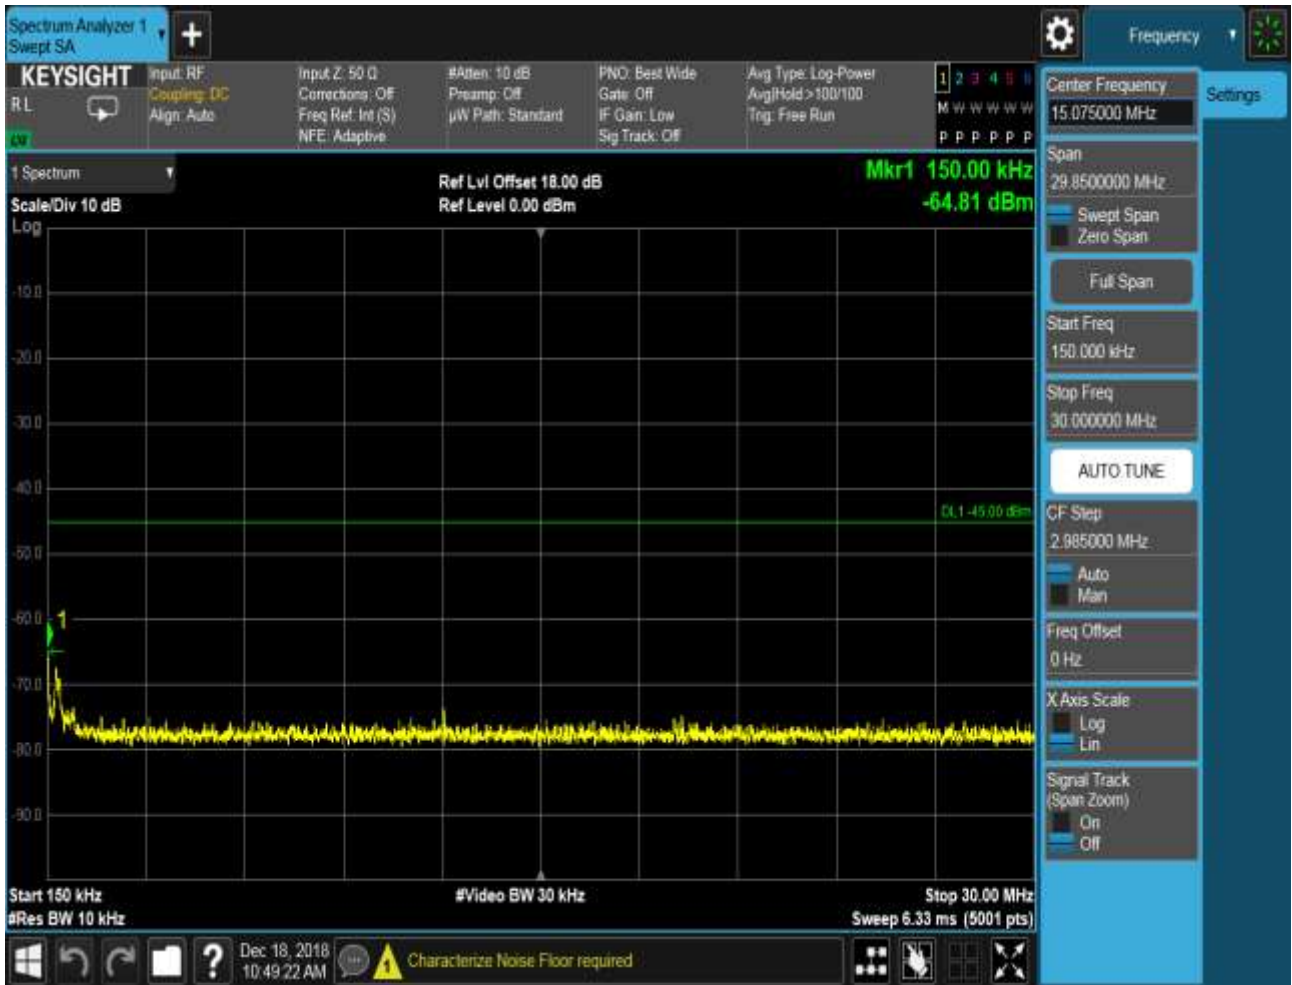 Spectrum Analyzer 1
Swept SA
+
Frequency
KEYSIGHT
Input: RF
Coupling: DC
Align: Auto
Input Z: 50 Ω
Corrections: Off
Freq Ref: Int (S)
NFE: Adaptive
#Atten: 10 dB
Preamp: Off
µW Path: Standard
PNO: Best Wide
Gate: Off
IF Gain: Low
Sig Track: Off
Avg Type: Log-Power
Avg|Hold:>100/100
Trig: Free Run
1 2 3 4 5 6
M W W W W W
P P P P P P
R L
Center Frequency
15.075000 MHz
Settings
Span
29.8500000 MHz
Swept Span
Zero Span
Full Span
Start Freq
150.000 kHz
Stop Freq
30.000000 MHz
AUTO TUNE
CF Step
2.985000 MHz
Auto
Man
Freq Offset
0 Hz
X Axis Scale
Log
Lin
Signal Track
(Span Zoom)
On
Off
1 Spectrum
Scale/Div 10 dB
Log
Ref Lvl Offset 18.00 dB
Ref Level 0.00 dBm
Mkr1 150.00 kHz
-64.81 dBm
-10.0
-20.0
-30.0
-40.0
DL1 -45.00 dBm
-50.0
-60.0
1
-70.0
-80.0
-90.0
Start 150 kHz
#Video BW 30 kHz
Stop 30.00 MHz
#Res BW 10 kHz
Sweep 6.33 ms (5001 pts)
?
Dec 18, 2018
10:49:22 AM
1
Characterize Noise Floor required